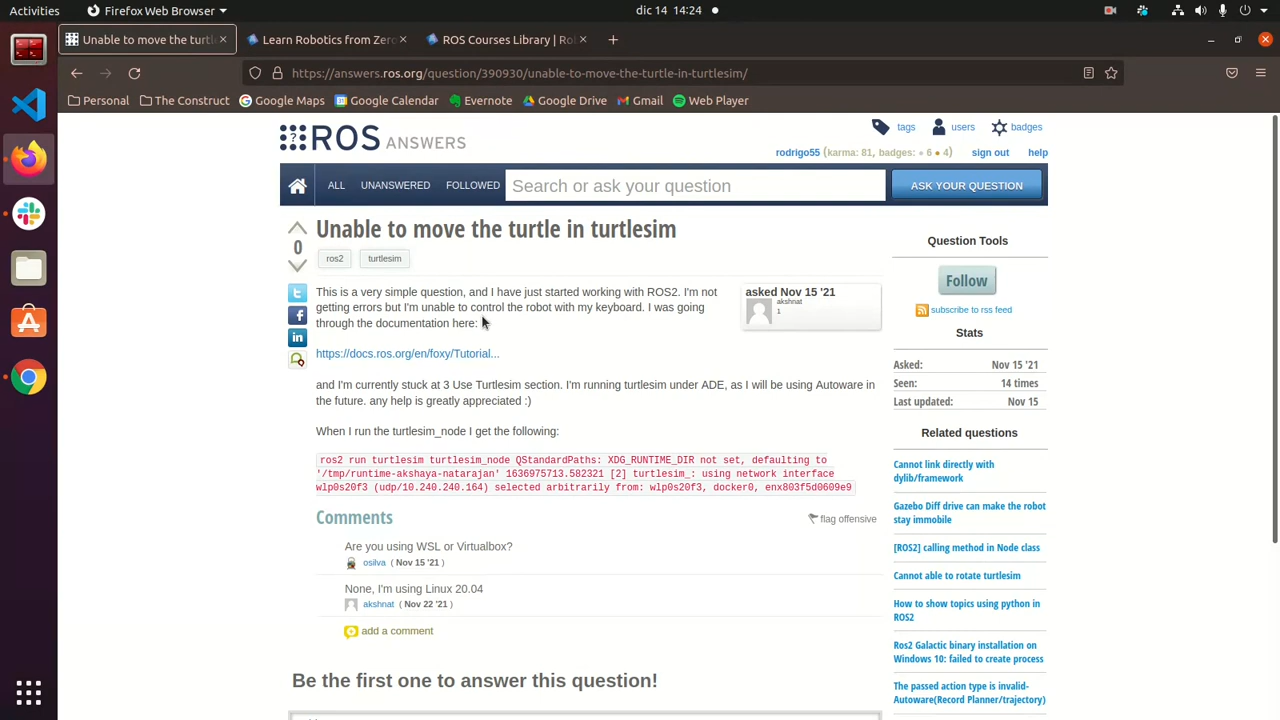 Activities
Firefox Web Browser
dic 14 14:24
Unable to move the turtl
Learn Robotics from Zero
ROS Courses Library | Ro
https://answers.ros.org/question/390930/unable-to-move-the-turtle-in-turtlesim/
Personal
The Construct
Google Maps
Google Calendar
Evernote
Google Drive
Gmail
Web Player
ROS ANSWERS
tags
users
badges
rodrigo55 (karma: 81, badges: ● 6 ● 4)
sign out
help
ALL
UNANSWERED
FOLLOWED
Search or ask your question
ASK YOUR QUESTION
0
Unable to move the turtle in turtlesim
ros2
turtlesim
This is a very simple question, and I have just started working with ROS2. I'm not
getting errors but I'm unable to control the robot with my keyboard. I was going
through the documentation here:
asked Nov 15 '21
akshnat
1
https://docs.ros.org/en/foxy/Tutorial...
and I'm currently stuck at 3 Use Turtlesim section. I'm running turtlesim under ADE, as I will be using Autoware in
the future. any help is greatly appreciated :)
When I run the turtlesim_node I get the following:
ros2 run turtlesim turtlesim_node QStandardPaths: XDG_RUNTIME_DIR not set, defaulting to
'/tmp/runtime-akshaya-natarajan' 1636975713.582321 [2] turtlesim_: using network interface
wlp0s20f3 (udp/10.240.240.164) selected arbitrarily from: wlp0s20f3, docker0, enx803f5d0609e9
Comments
flag offensive
Are you using WSL or Virtualbox?
osilva ( Nov 15 '21 )
None, I'm using Linux 20.04
akshnat ( Nov 22 '21 )
add a comment
Be the first one to answer this question!
Question Tools
Follow
subscribe to rss feed
Stats
Asked: Nov 15 '21
Seen: 14 times
Last updated: Nov 15
Related questions
Cannot link directly with
dylib/framework
Gazebo Diff drive can make the robot
stay immobile
[ROS2] calling method in Node class
Cannot able to rotate turtlesim
How to show topics using python in
ROS2
Ros2 Galactic binary installation on
Windows 10: failed to create process
The passed action type is invalid-
Autoware(Record Planner/trajectory)